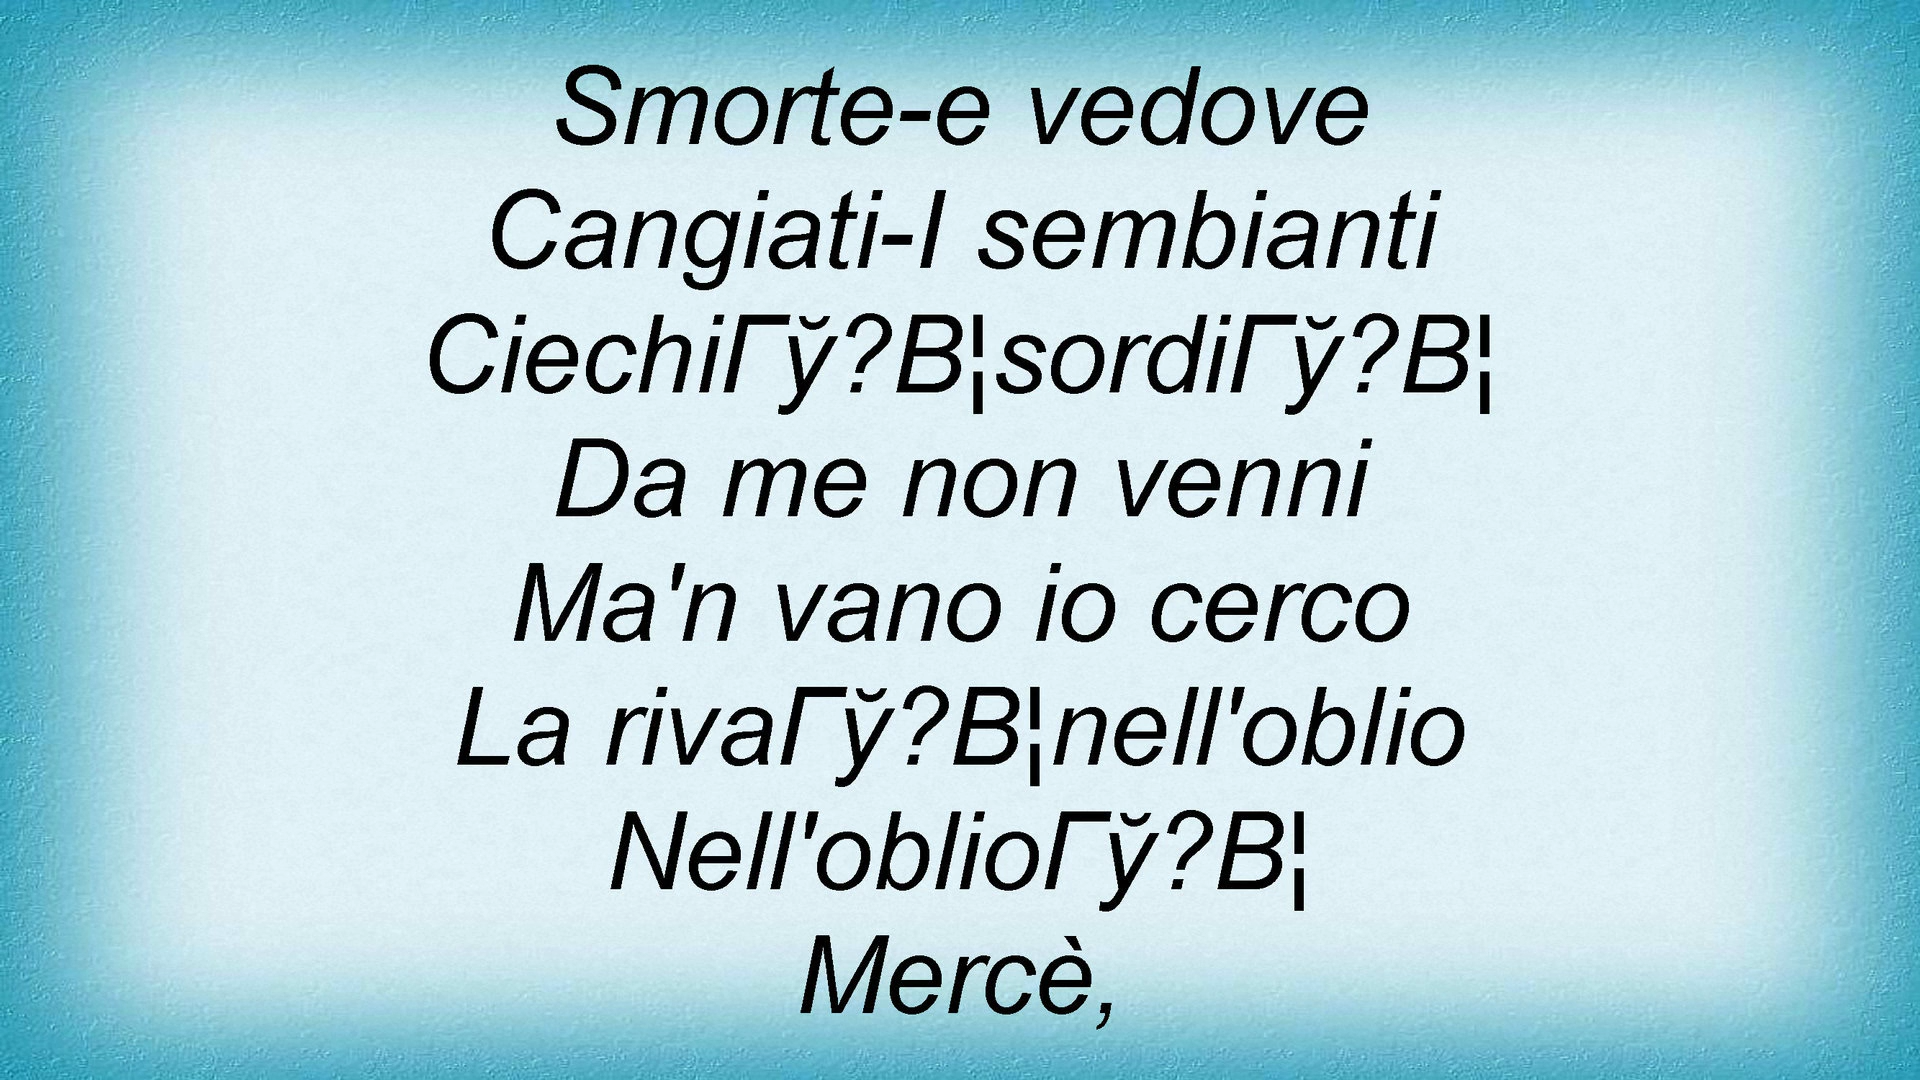 Smorte-e vedove
Cangiati-I sembianti
CiechiГў?В¦sordiГў?В¦
Da me non venni
Ma'n vano io cerco
La rivaГў?В¦nell'oblio
Nell'oblioГў?В¦
Mercè,